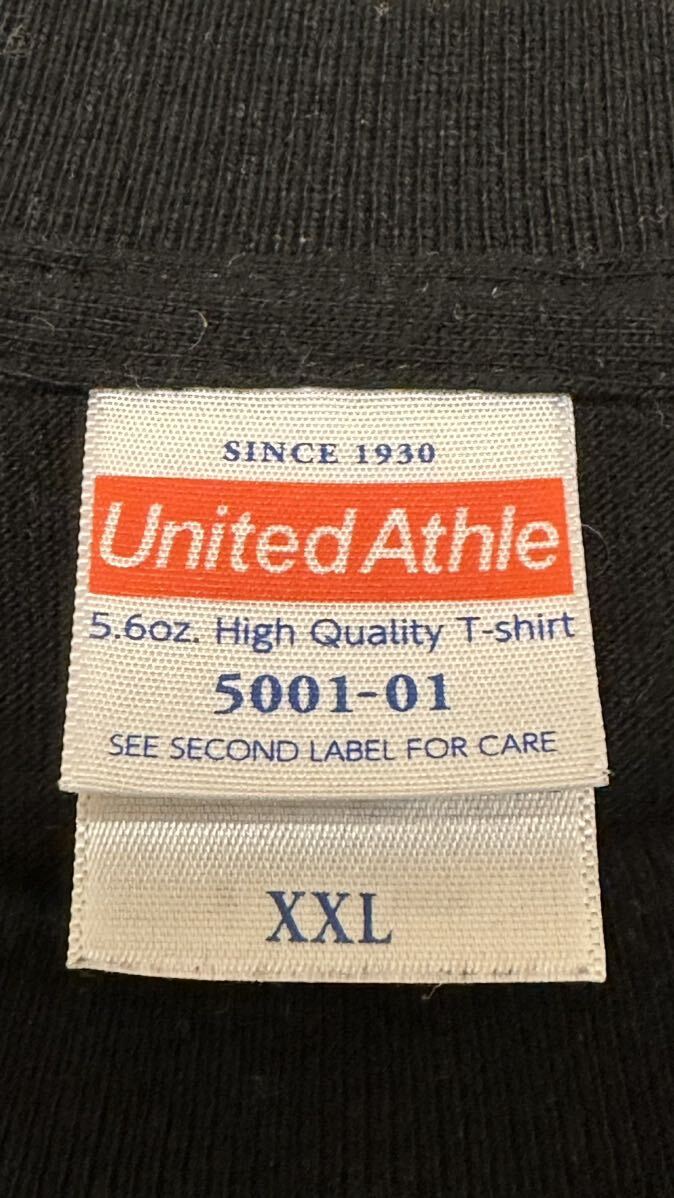 SINCE 1930
United Athle
5.6oz. High Quality T-shirt
5001-01
SEE SECOND LABEL FOR CARE
XXL